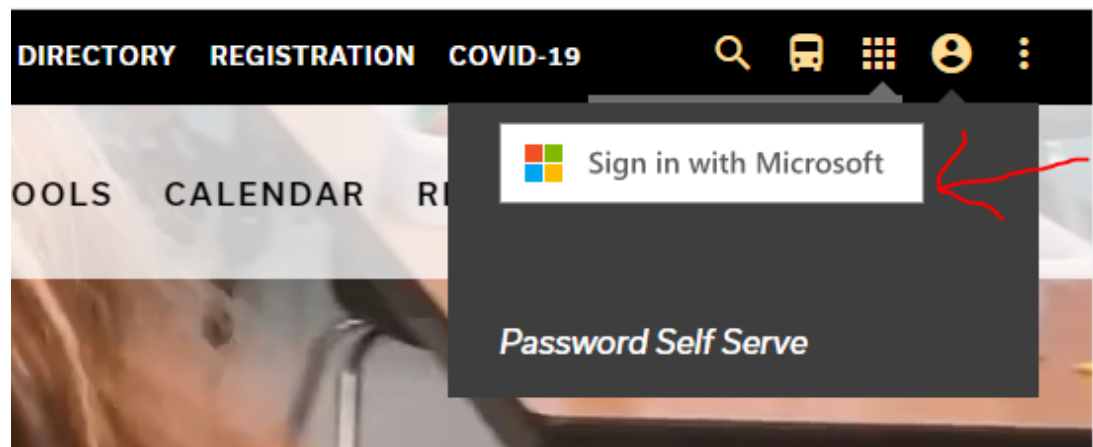 DIRECTORY REGISTRATION COVID-19
Sign in with Microsoft
OOLS CALENDAR R
Password Self Serve